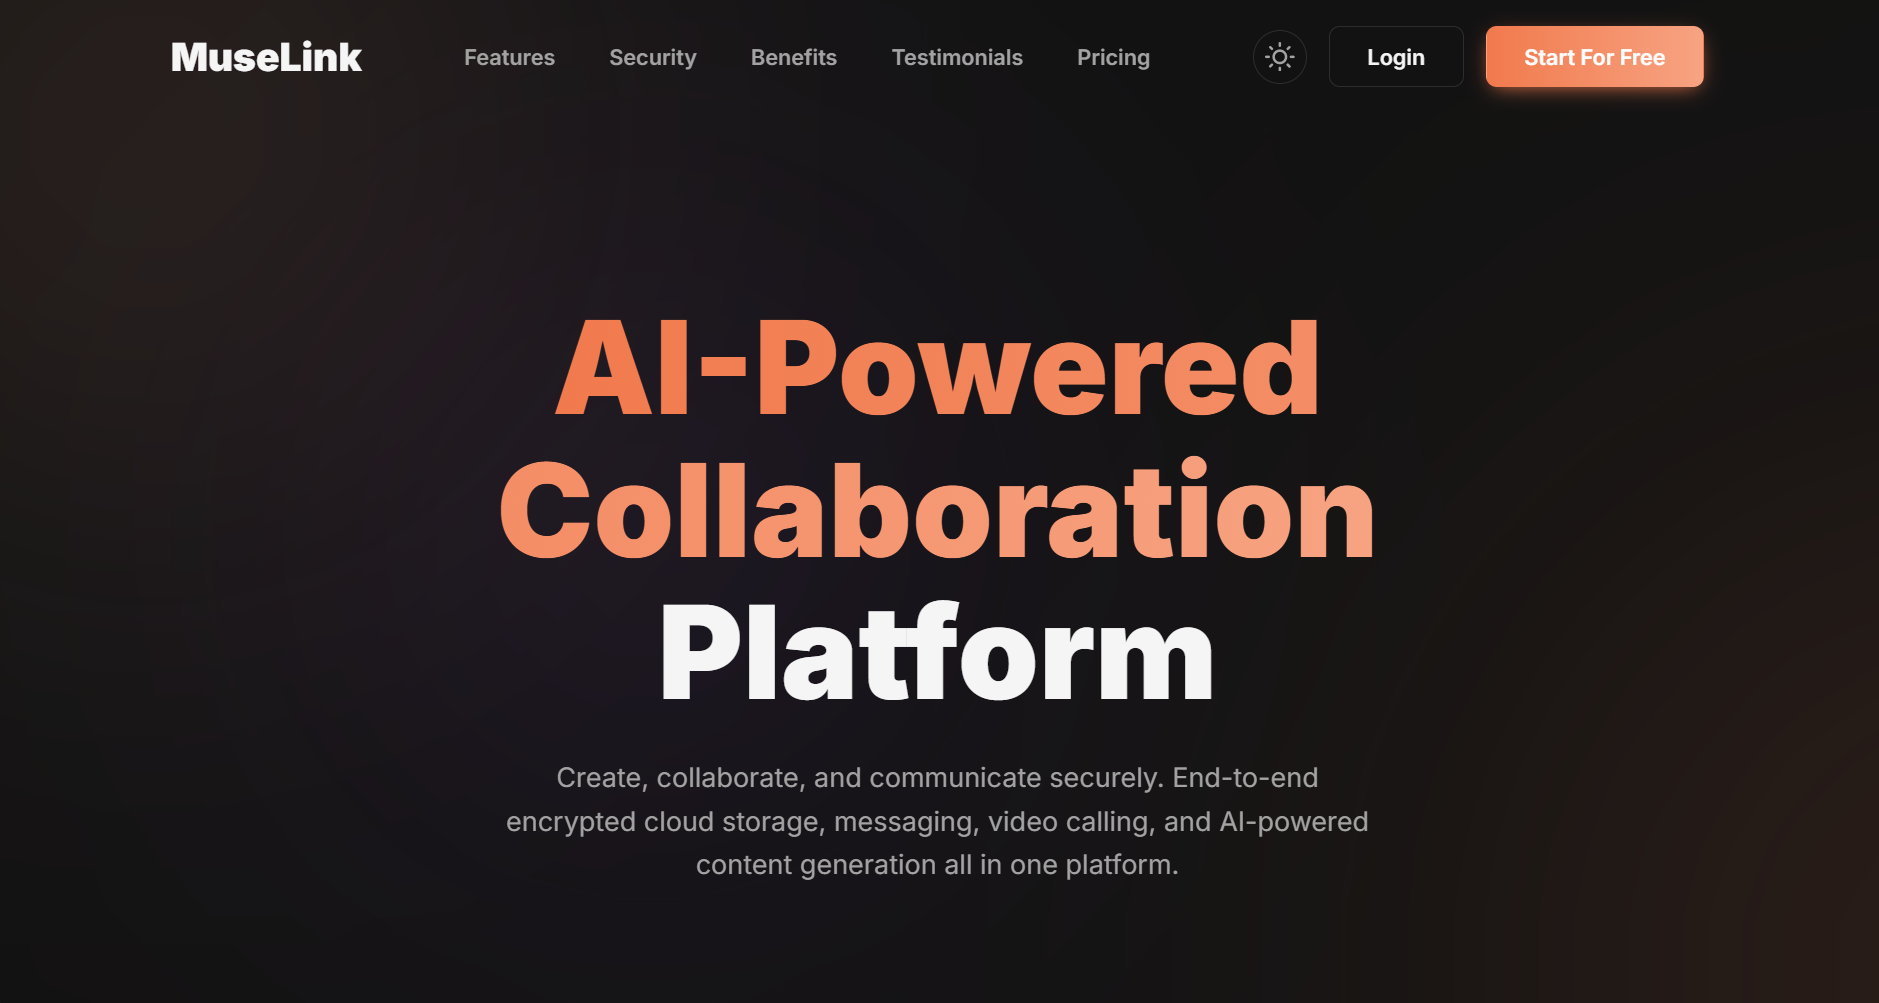 MuseLink
Features
Security
Benefits
Testimonials
Pricing
Login
Start For Free
AI-Powered
Collaboration
Platform
Create, collaborate, and communicate securely. End-to-end
encrypted cloud storage, messaging, video calling, and AI-powered
content generation all in one platform.